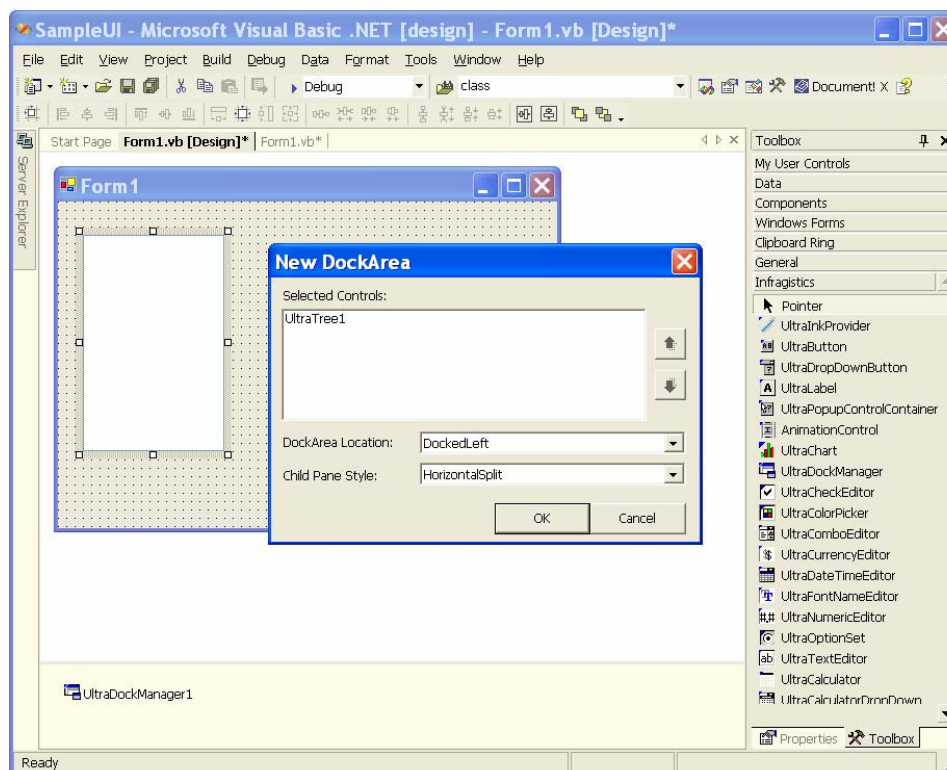 SampleUI - Microsoft Visual Basic .NET [design] - Form1.vb [Design]*
File Edit View Project Build Debug Data Format Tools Window Help
Debug class Document! X
Start Page Form1.vb [Design]* Form1.vb*
Server Explorer
Form1
New DockArea
Selected Controls:
UltraTree1
DockArea Location: DockedLeft
Child Pane Style: HorizontalSplit
OK Cancel
UltraDockManager1
Toolbox
My User Controls
Data
Components
Windows Forms
Clipboard Ring
General
Infragistics
Pointer
UltraInkProvider
UltraButton
UltraDropDownButton
UltraLabel
UltraPopupControlContainer
AnimationControl
UltraChart
UltraDockManager
UltraCheckEditor
UltraColorPicker
UltraComboEditor
UltraCurrencyEditor
UltraDateTimeEditor
UltraFontNameEditor
UltraNumericEditor
UltraOptionSet
UltraTextEditor
UltraCalculator
UltraCalculatorDropDown
Properties Toolbox
Ready